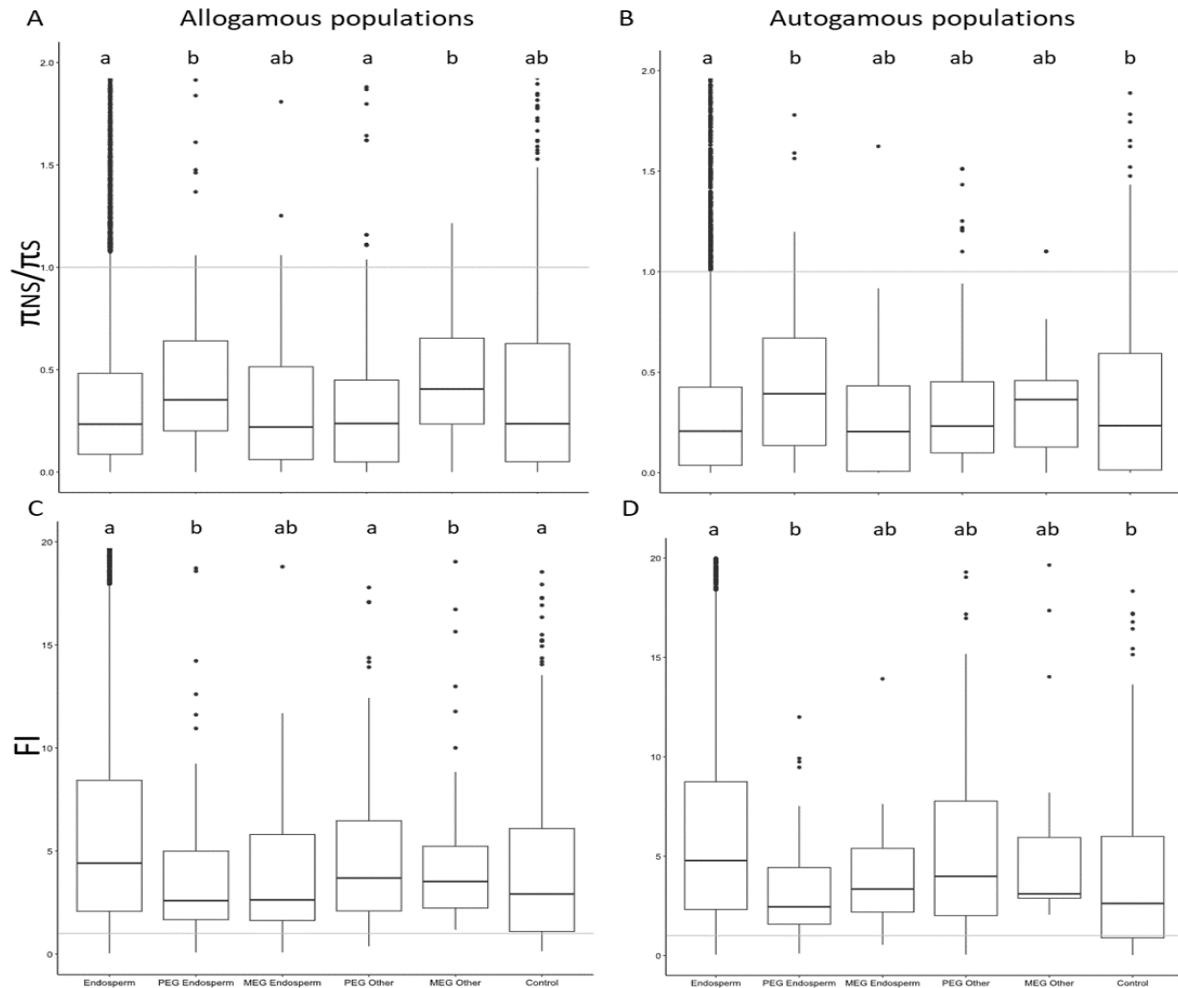 A Allogamous populations
B Autogamous populations
a b ab a b ab
a b ab ab ab b
2.0
1.5
1.0
0.5
0.0
2.0
1.5
1.0
0.5
0.0
πNS/πS
C
D
a b ab a b a
a b ab ab ab b
20
15
10
5
0
20
15
10
5
0
FI
Endosperm PEG Endosperm MEG Endosperm PEG Other MEG Other Control
Endosperm PEG Endosperm MEG Endosperm PEG Other MEG Other Control